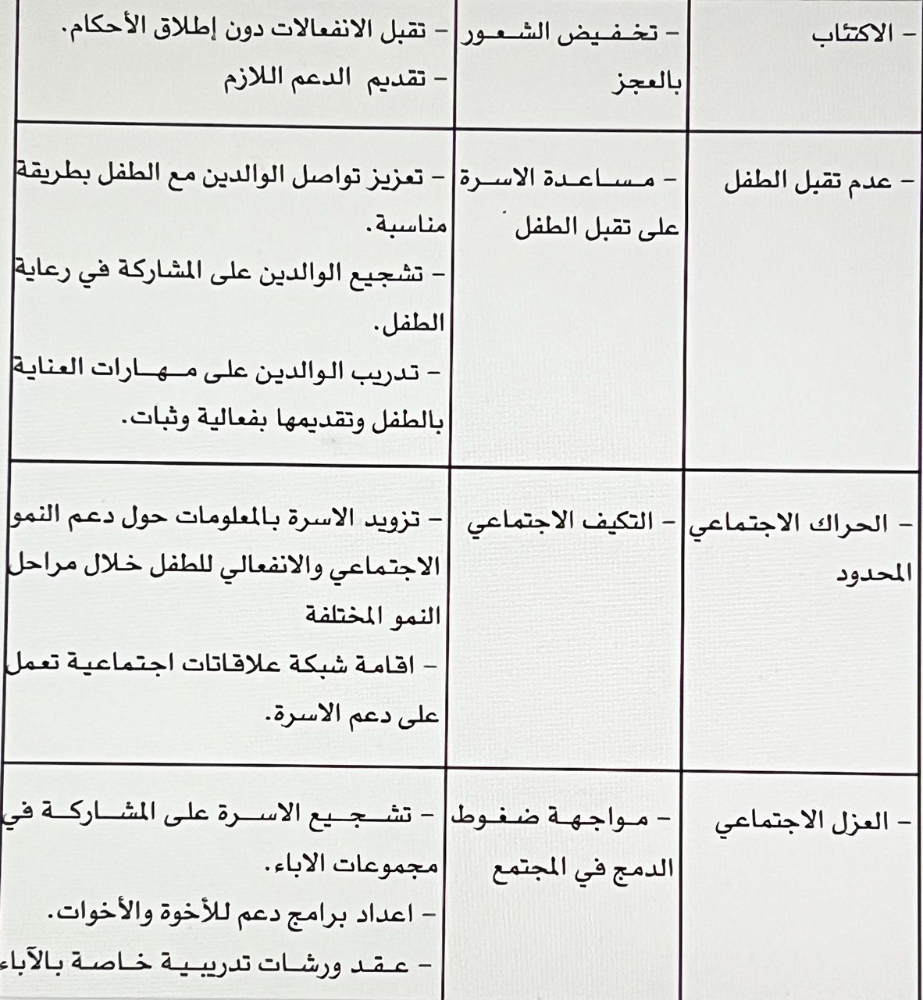 - الاكتئاب
- تخفيض الشعور
بالعجز
- تقبل الانفعالات دون إطلاق الأحكام.
- تقديم الدعم اللازم
- عدم تقبل الطفل
- مساعدة الاسرة
على تقبل الطفل
- تعزيز تواصل الوالدين مع الطفل بطريقة
مناسبة.
- تشجيع الوالدين على المشاركة في رعاية
الطفل.
- تدريب الوالدين على مهارات العناية
بالطفل وتقديمها بفعالية وثبات.
- الحراك الاجتماعي
المحدود
- التكيف الاجتماعي
- تزويد الاسرة بالمعلومات حول دعم النمو
الاجتماعي والانفعالي للطفل خلال مراحل
النمو المختلفة
- اقامة شبكة علاقاتات اجتماعية تعمل
على دعم الاسرة.
- العزل الاجتماعي
- مواجهة ضغوط
الدمج في المجتمع
- تشجيع الاسرة على المشاركة في
مجموعات الاباء.
- اعداد برامج دعم للأخوة والأخوات.
- عقد ورشات تدريبية خاصة بالآباء